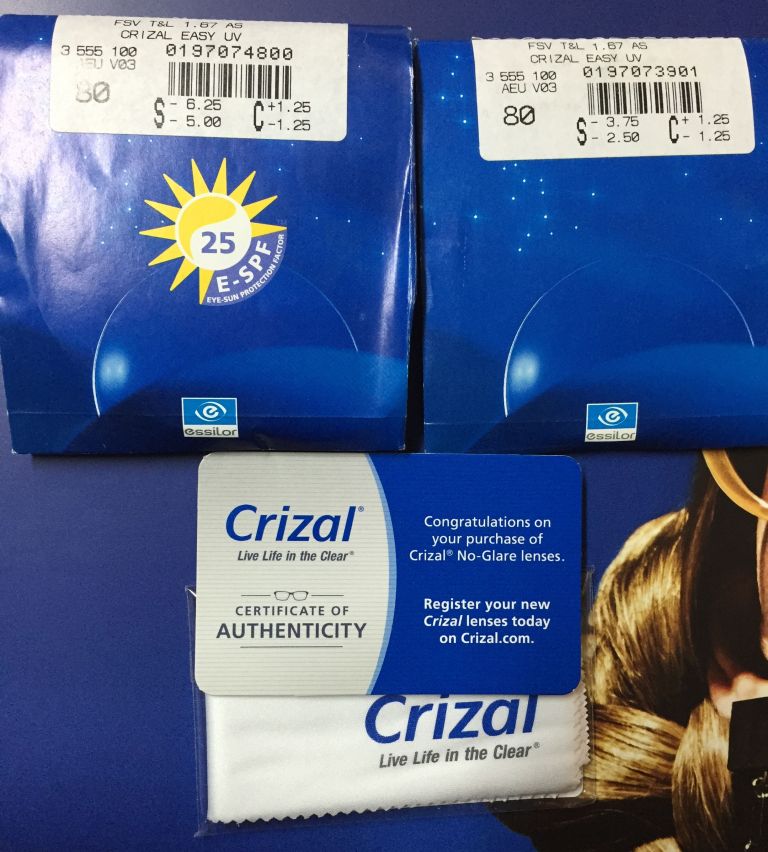 FSV T&L 1.67 AS
CRIZAL EASY UV
3 555 100 0197074800
AEU V03
80
S - 6.25 C +1.25
- 5.00 -1.25
25
E-SPF
EYE-SUN PROTECTION FACTOR
TM
essilor
FSV T&L 1.67 AS
CRIZAL EASY UV
3 555 100 0197073901
AEU V03
80
S - 3.75 C + 1.25
- 2.50 - 1.25
essilor
Crizal®
Live Life in the Clear®
CERTIFICATE OF
AUTHENTICITY
Congratulations on
your purchase of
Crizal® No-Glare lenses.
Register your new
Crizal lenses today
on Crizal.com.
Crizal
Live Life in the Clear®